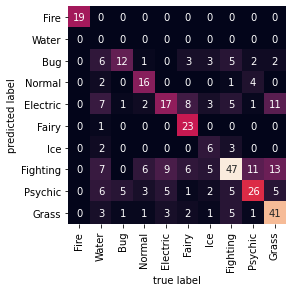 predicted label
Fire 19 0 0 0 0 0 0 0 0 0
Water 0 0 0 0 0 0 0 0 0 0
Bug 0 6 12 1 0 3 3 5 2 2
Normal 0 2 0 16 0 0 0 1 4 0
Electric 0 7 1 2 17 8 3 5 1 11
Fairy 0 1 0 0 0 23 0 0 0 0
Ice 0 2 0 0 0 0 6 3 0 0
Fighting 0 7 0 6 9 6 5 47 11 13
Psychic 0 6 5 3 5 1 2 5 26 5
Grass 0 3 1 1 3 2 1 5 1 41
Fire Water Bug Normal Electric Fairy Ice Fighting Psychic Grass
true label